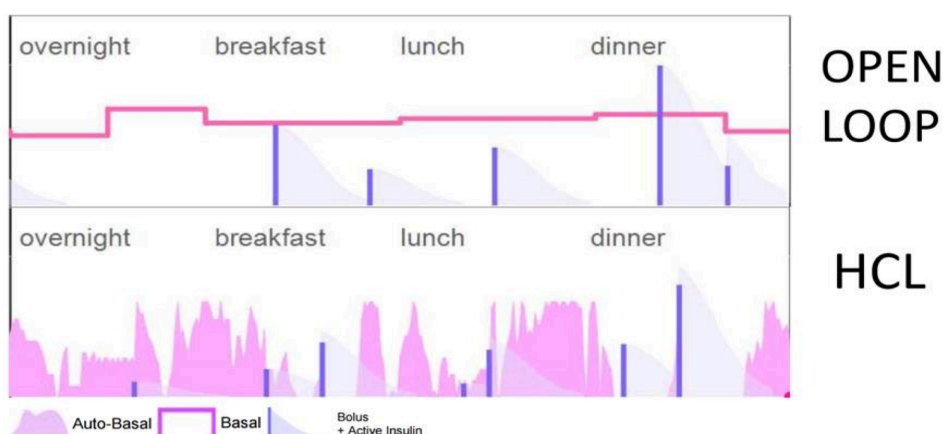 overnight breakfast lunch dinner
OPEN
LOOP
overnight breakfast lunch dinner
HCL
Auto-Basal Basal Bolus
+ Active Insulin